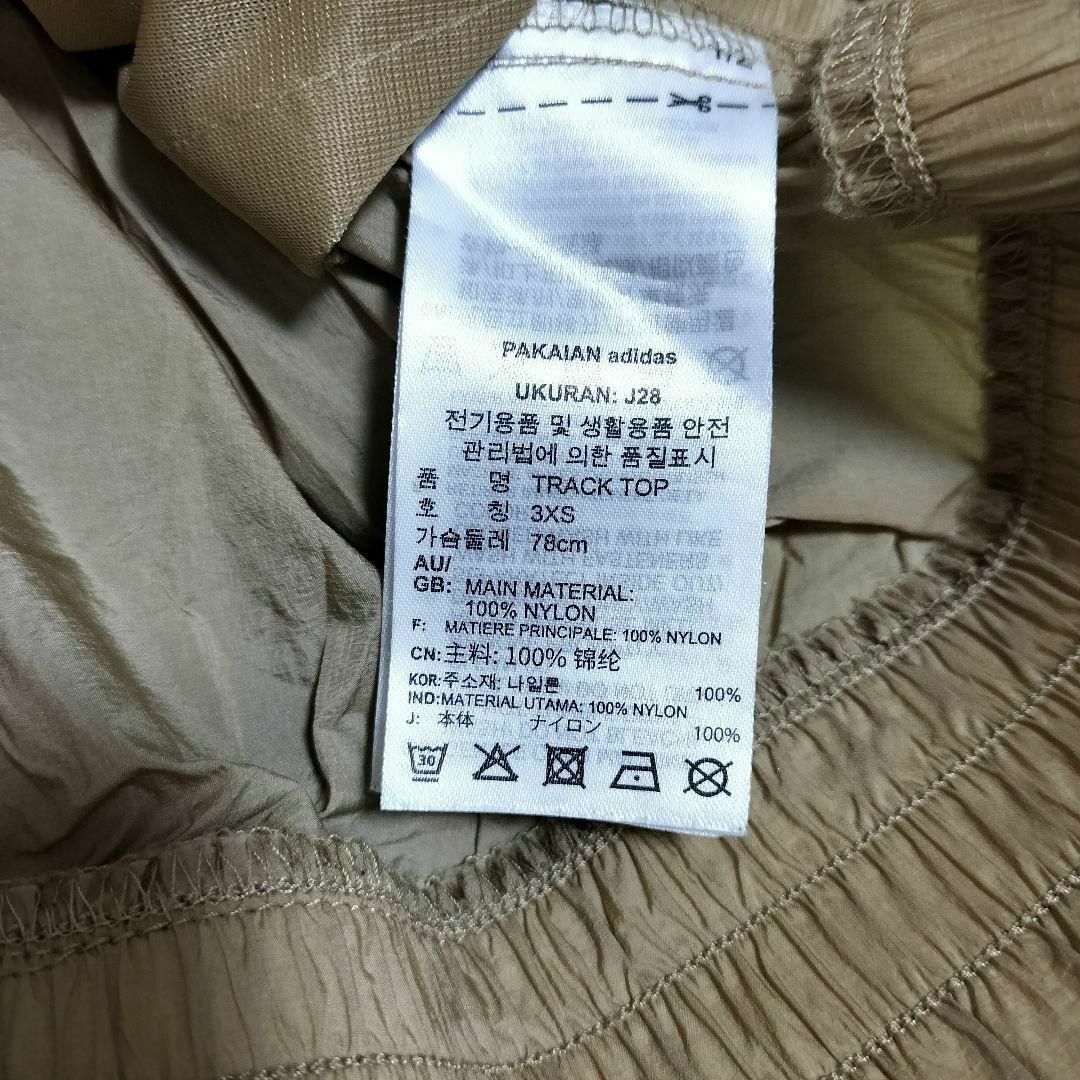 PAKAIAN adidas
UKURAN: J28
전기용품 및 생활용품 안전
관리법에 의한 품질표시
품 명 TRACK TOP
호 칭 3XS
가슴둘레 78cm
AU/
GB: MAIN MATERIAL:
100% NYLON
F: MATIERE PRINCIPALE: 100% NYLON
CN: 主料: 100% 锦纶
KOR: 주소재: 나일론 100%
IND: MATERIAL UTAMA: 100% NYLON
J: 本体 ナイロン 100%
30